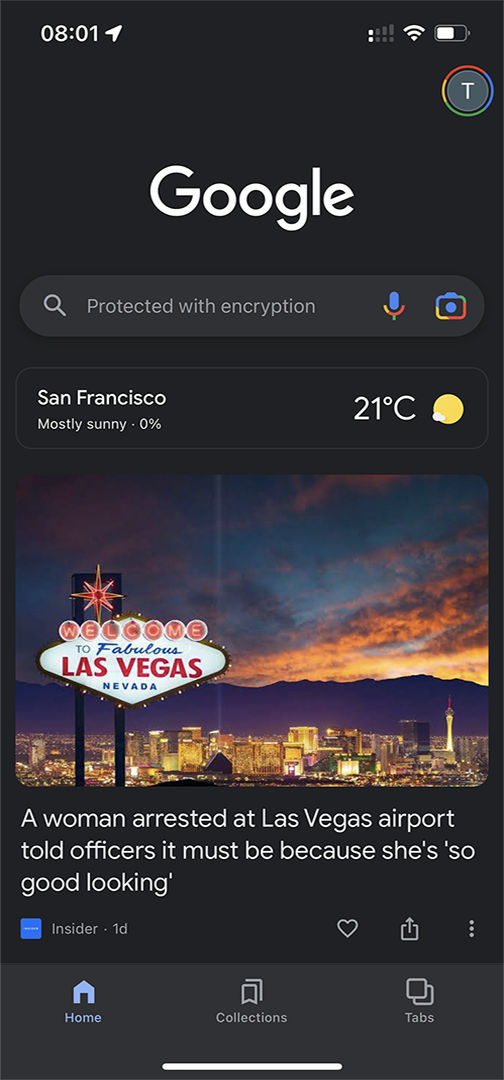 08:01
T
Google
Protected with encryption
San Francisco
21°C
Mostly sunny · 0%
WELCOME
TO Fabulous
LAS VEGAS
NEVADA
A woman arrested at Las Vegas airport
told officers it must be because she's 'so
good looking'
Insider · 1d
Home
Collections
Tabs